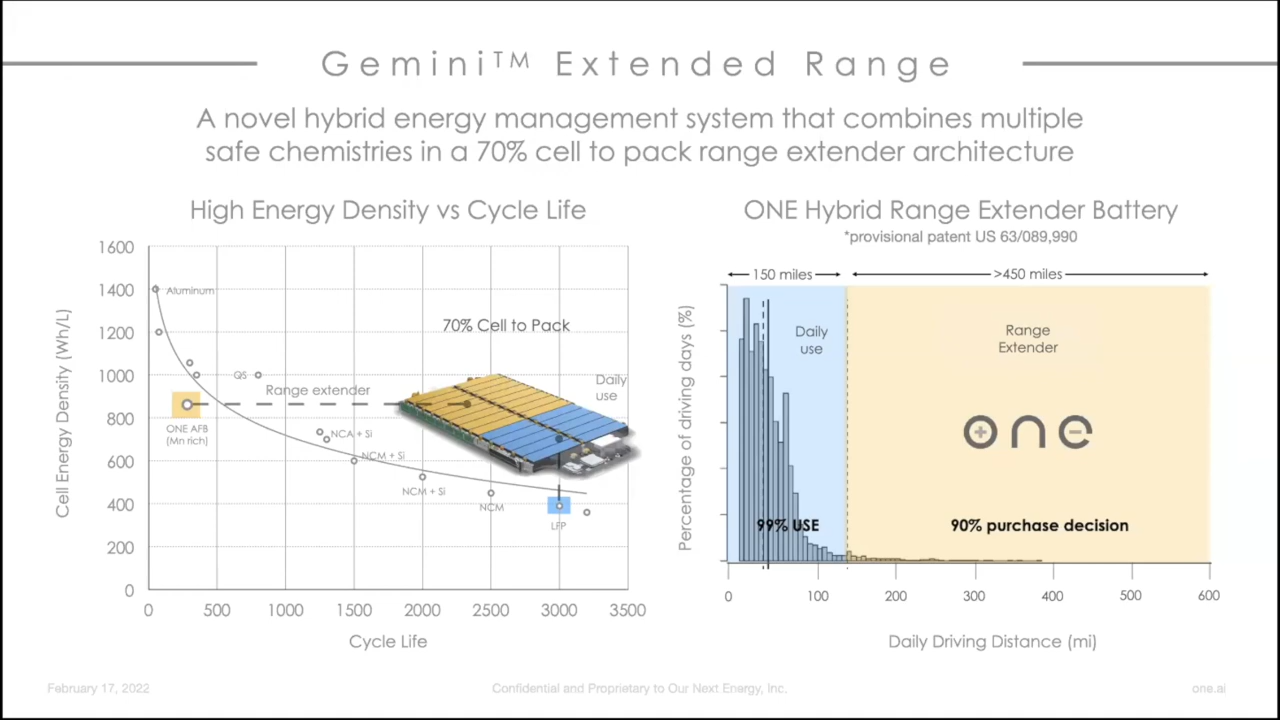 Gemini™ Extended Range
A novel hybrid energy management system that combines multiple
safe chemistries in a 70% cell to pack range extender architecture
High Energy Density vs Cycle Life
1600
1400
1200
1000
800
600
400
200
0
Cell Energy Density (Wh/L)
Aluminum
QS
70% Cell to Pack
Range extender
Daily
use
ONE AFB
(Mn rich)
NCA + Si
NCM + Si
NCM + Si
NCM
LFP
0 500 1000 1500 2000 2500 3000 3500
Cycle Life
ONE Hybrid Range Extender Battery
*provisional patent US 63/089,990
150 miles >450 miles
Percentage of driving days (%)
Daily
use
Range
Extender
one
99% USE
90% purchase decision
0 100 200 300 400 500 600
Daily Driving Distance (mi)
February 17, 2022
Confidential and Proprietary to Our Next Energy, Inc.
one.ai